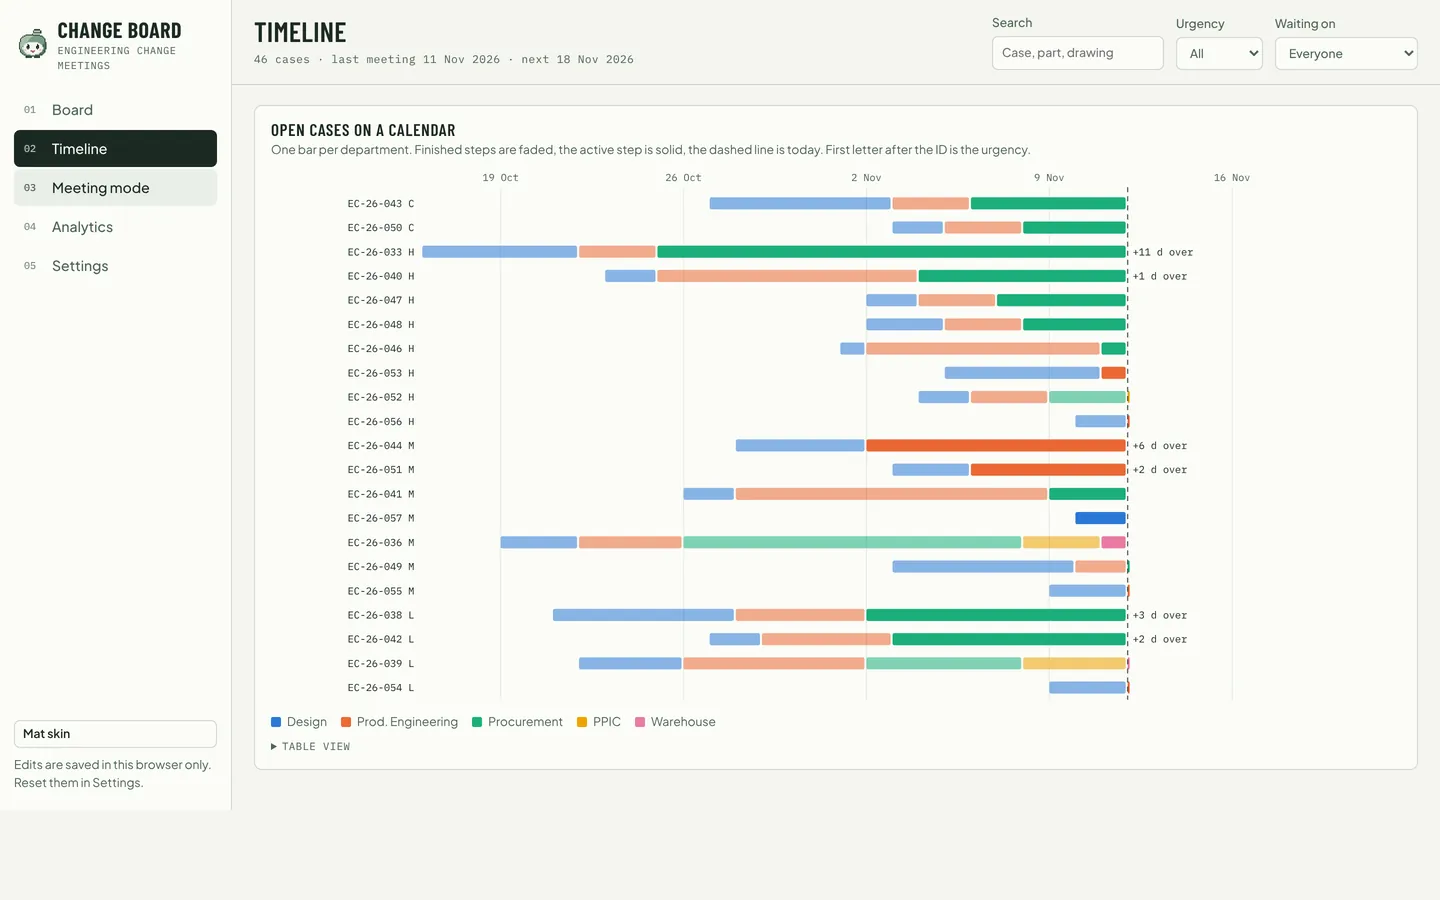 CHANGE BOARD
ENGINEERING CHANGE
MEETINGS
01 Board
02 Timeline
03 Meeting mode
04 Analytics
05 Settings
Mat skin
Edits are saved in this browser only.
Reset them in Settings.
TIMELINE
46 cases · last meeting 11 Nov 2026 · next 18 Nov 2026
Search
Case, part, drawing
Urgency
All
Waiting on
Everyone
OPEN CASES ON A CALENDAR
One bar per department. Finished steps are faded, the active step is solid, the dashed line is today. First letter after the ID is the urgency.
19 Oct 26 Oct 2 Nov 9 Nov 16 Nov
EC-26-043 C
EC-26-050 C
EC-26-033 H +11 d over
EC-26-040 H +1 d over
EC-26-047 H
EC-26-048 H
EC-26-046 H
EC-26-053 H
EC-26-052 H
EC-26-056 H
EC-26-044 M +6 d over
EC-26-051 M +2 d over
EC-26-041 M
EC-26-057 M
EC-26-036 M
EC-26-049 M
EC-26-055 M
EC-26-038 L +3 d over
EC-26-042 L +2 d over
EC-26-039 L
EC-26-054 L
Design Prod. Engineering Procurement PPIC Warehouse
TABLE VIEW